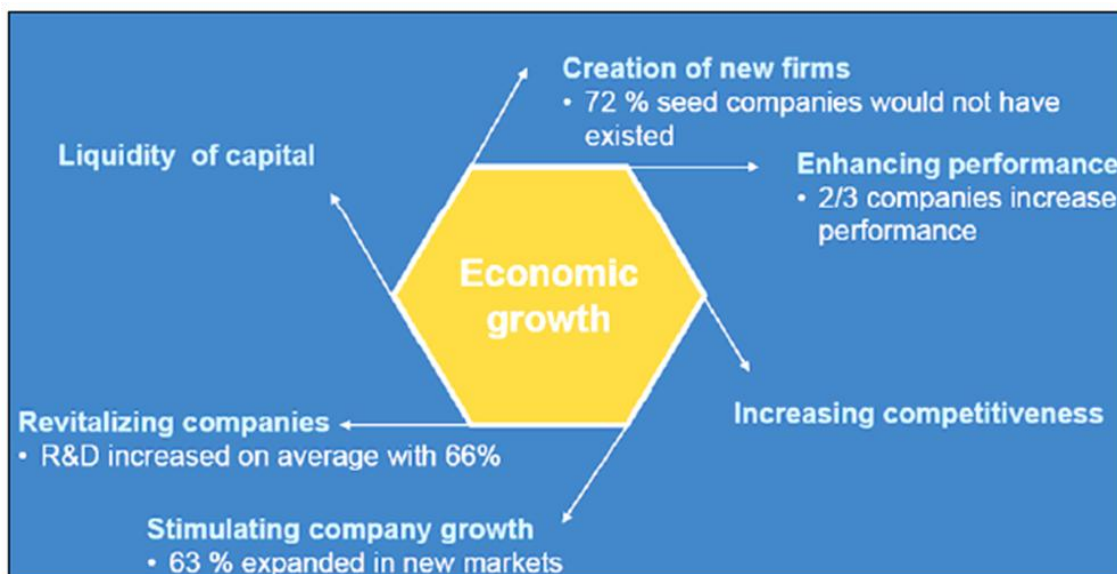 Creation of new firms
• 72 % seed companies would not have
existed
Liquidity of capital
Enhancing performance
• 2/3 companies increase
performance
Economic
growth
Increasing competitiveness
Revitalizing companies
• R&D increased on average with 66%
Stimulating company growth
• 63 % expanded in new markets